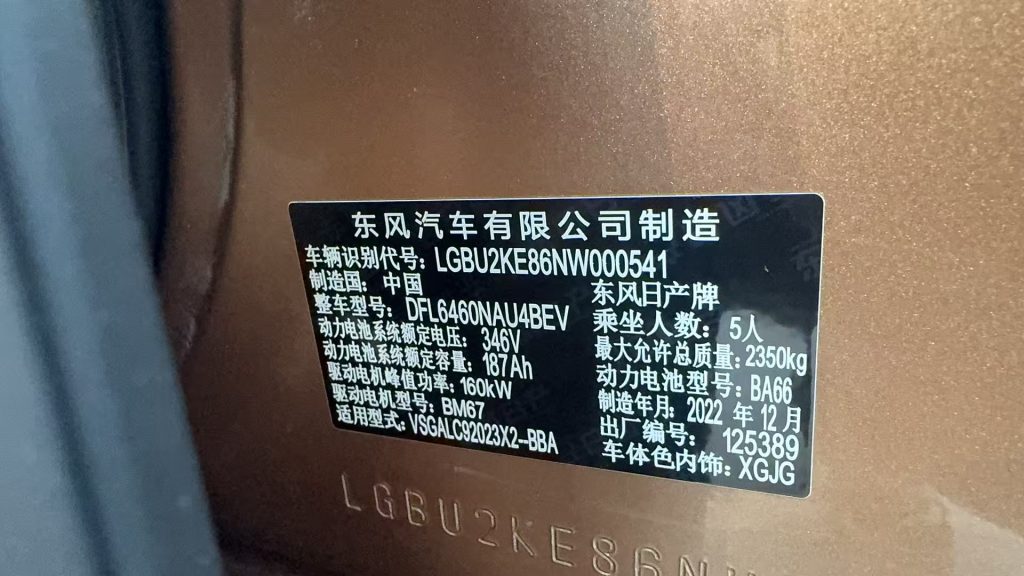 东风汽车有限公司制造
车辆识别代号: LGBU2KE86NW000541
制造国: 中国 东风日产牌
整车型号: DFL6460NAU4BEV 乘坐人数: 5人
动力电池系统额定电压: 346V 最大允许总质量: 2350kg
动力电池系统额定容量: 187Ah 动力电池型号: BA66
驱动电机峰值功率: 160kW 制造年月: 2022 年 12 月
驱动电机型号: BM67 出厂编号: 125389
适用型式: VSGALC92023X2-BBA 车体色内饰: XGJG
LGBU2KE86N